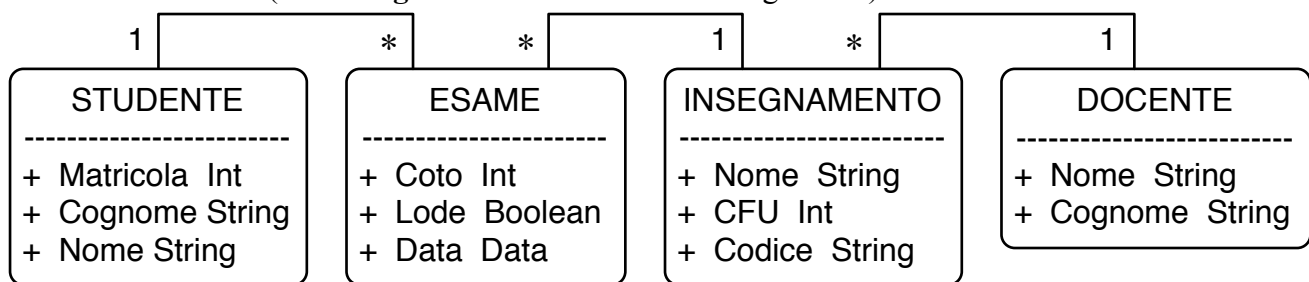 1 * * 1 * 1
STUDENTE
+ Matricola Int
+ Cognome String
+ Nome String
ESAME
+ Coto Int
+ Lode Boolean
+ Data Data
INSEGNAMENTO
+ Nome String
+ CFU Int
+ Codice String
DOCENTE
+ Nome String
+ Cognome String